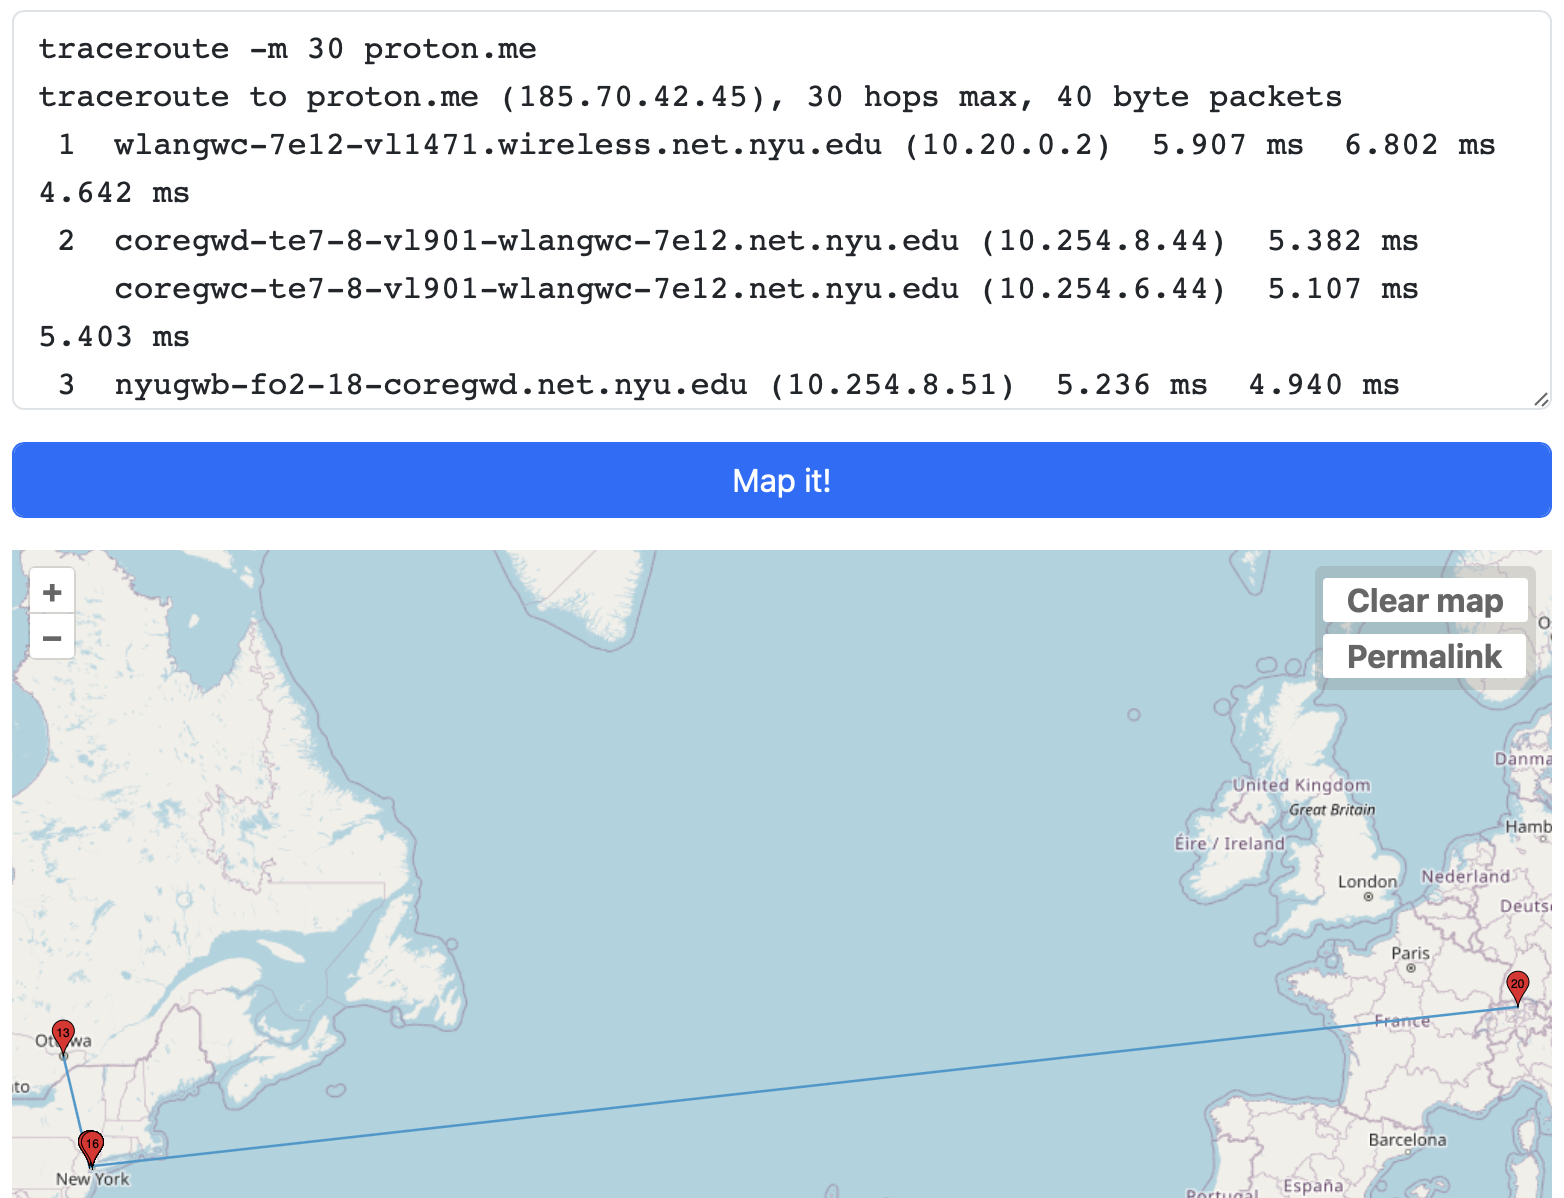 traceroute -m 30 proton.me
traceroute to proton.me (185.70.42.45), 30 hops max, 40 byte packets
1  wlangwc-7e12-vl1471.wireless.net.nyu.edu (10.20.0.2)  5.907 ms  6.802 ms
4.642 ms
2  coregwd-te7-8-vl901-wlangwc-7e12.net.nyu.edu (10.254.8.44)  5.382 ms
coregwc-te7-8-vl901-wlangwc-7e12.net.nyu.edu (10.254.6.44)  5.107 ms
5.403 ms
3  nyugwb-fo2-18-coregwd.net.nyu.edu (10.254.8.51)  5.236 ms  4.940 ms
Map it!
+
−
Clear map
Permalink
Danma
United Kingdom
Great Britain
Hamb
Éire / Ireland
London
Nederland
Deuts
Paris
20
France
13
Ottawa
to
16
New York
Barcelona
España
Portugal